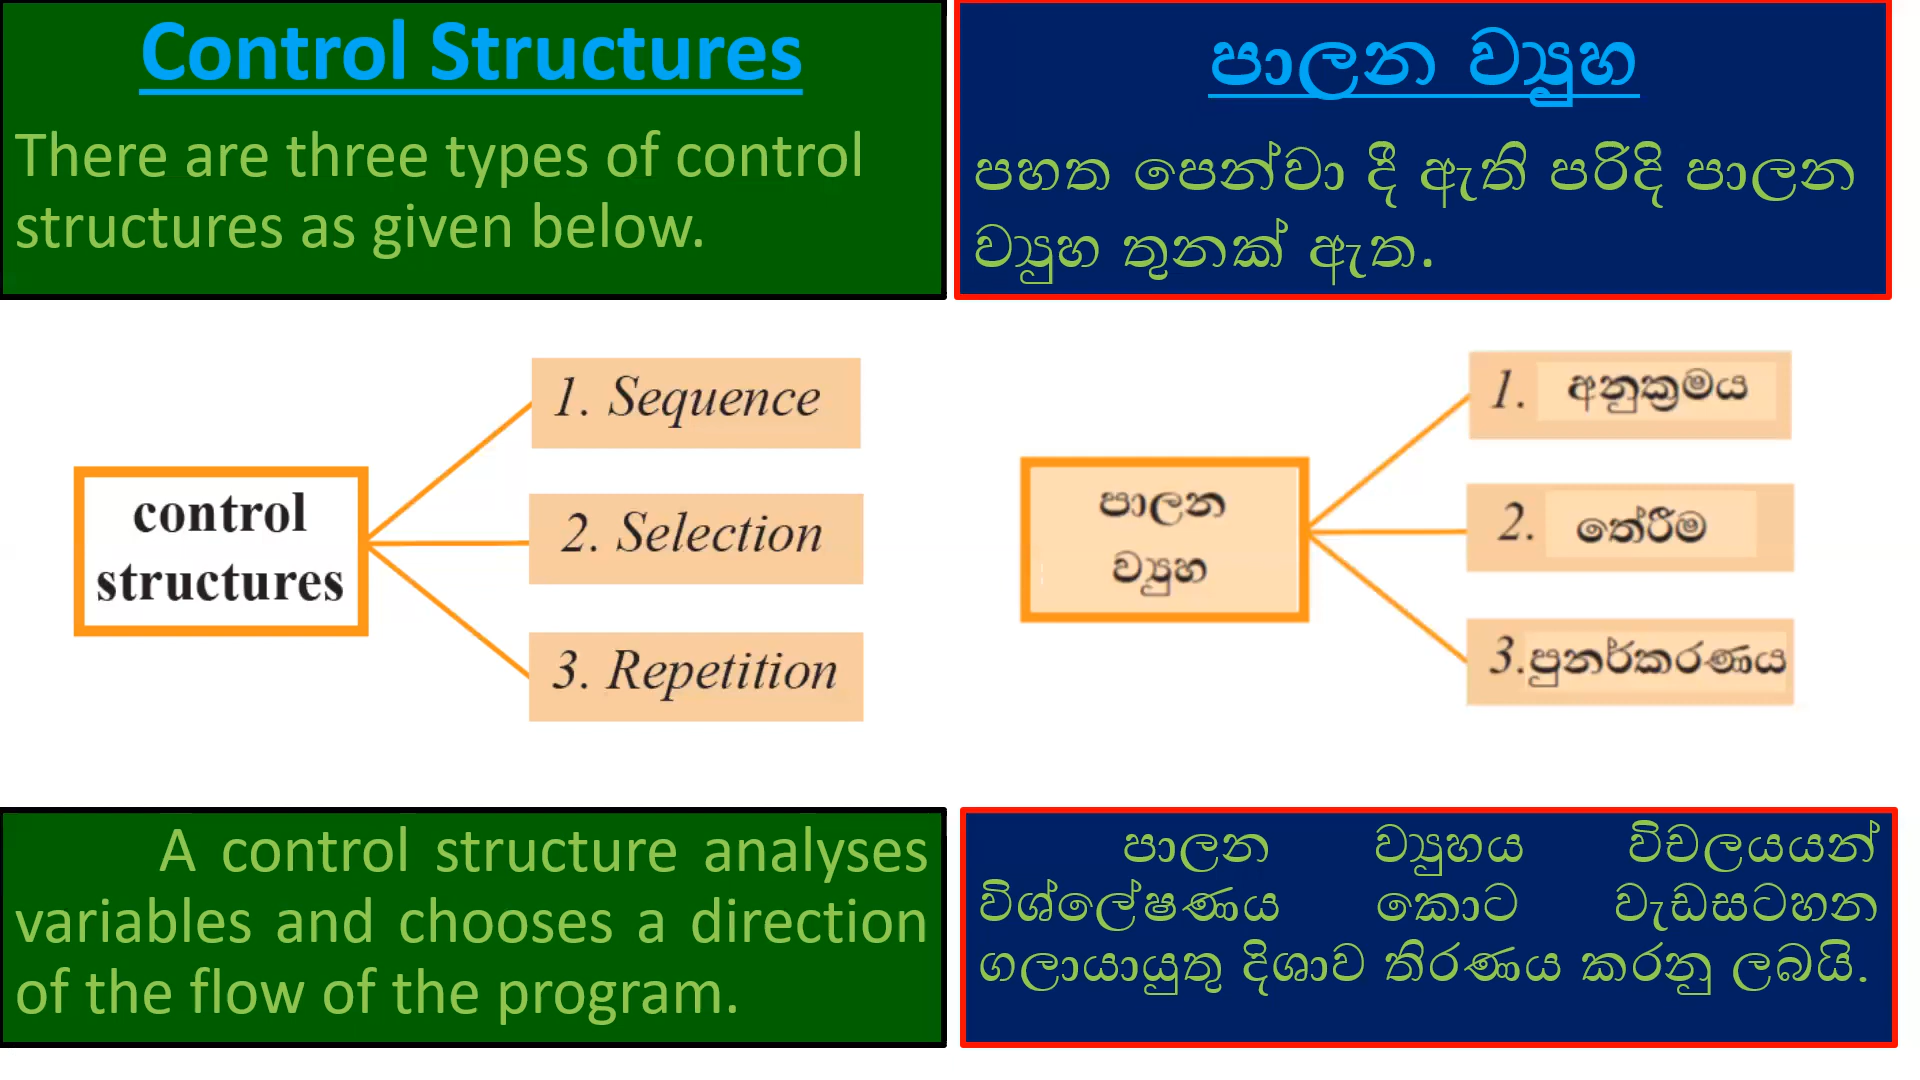 Control Structures
There are three types of control
structures as given below.
පාලන ව්‍යුහ
පහත පෙන්වා දී ඇති පරිදි පාලන
ව්‍යුහ තුනක් ඇත.
control
structures
1. Sequence
2. Selection
3. Repetition
පාලන
ව්‍යුහ
1. අනුක්‍රමය
2. තේරීම
3.පුනර්කරණය
A control structure analyses
variables and chooses a direction
of the flow of the program.
පාලන ව්‍යුහය විචලයයන්
විශ්ලේෂණය කොට වැඩසටහන
ගලායායුතු දිශාව තිරණය කරනු ලබයි.